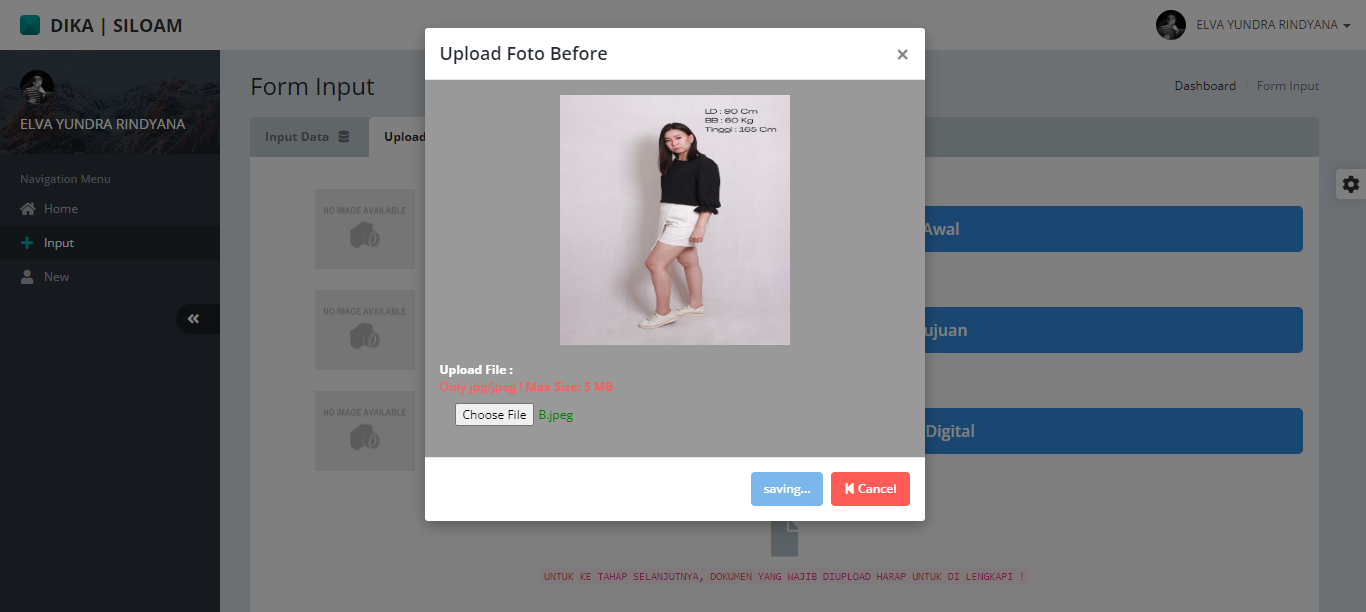 DIKA | SILOAM
ELVA YUNDRA RINDYANA
Upload Foto Before
×
ELVA YUNDRA RINDYANA
Navigation Menu
Home
Input
New
Form Input
Dashboard / Form Input
Input Data
Upload
NO IMAGE AVAILABLE
Awal
NO IMAGE AVAILABLE
ujuan
NO IMAGE AVAILABLE
Digital
LD : 90 Cm
BB : 60 Kg
Tinggi : 165 Cm
Upload File :
Only jpg/jpeg ! Max Size: 5 MB
Choose File B.jpeg
saving...
Cancel
UNTUK KE TAHAP SELANJUTNYA, DOKUMEN YANG WAJIB DIUPLOAD HARAP UNTUK DI LENGKAPI !